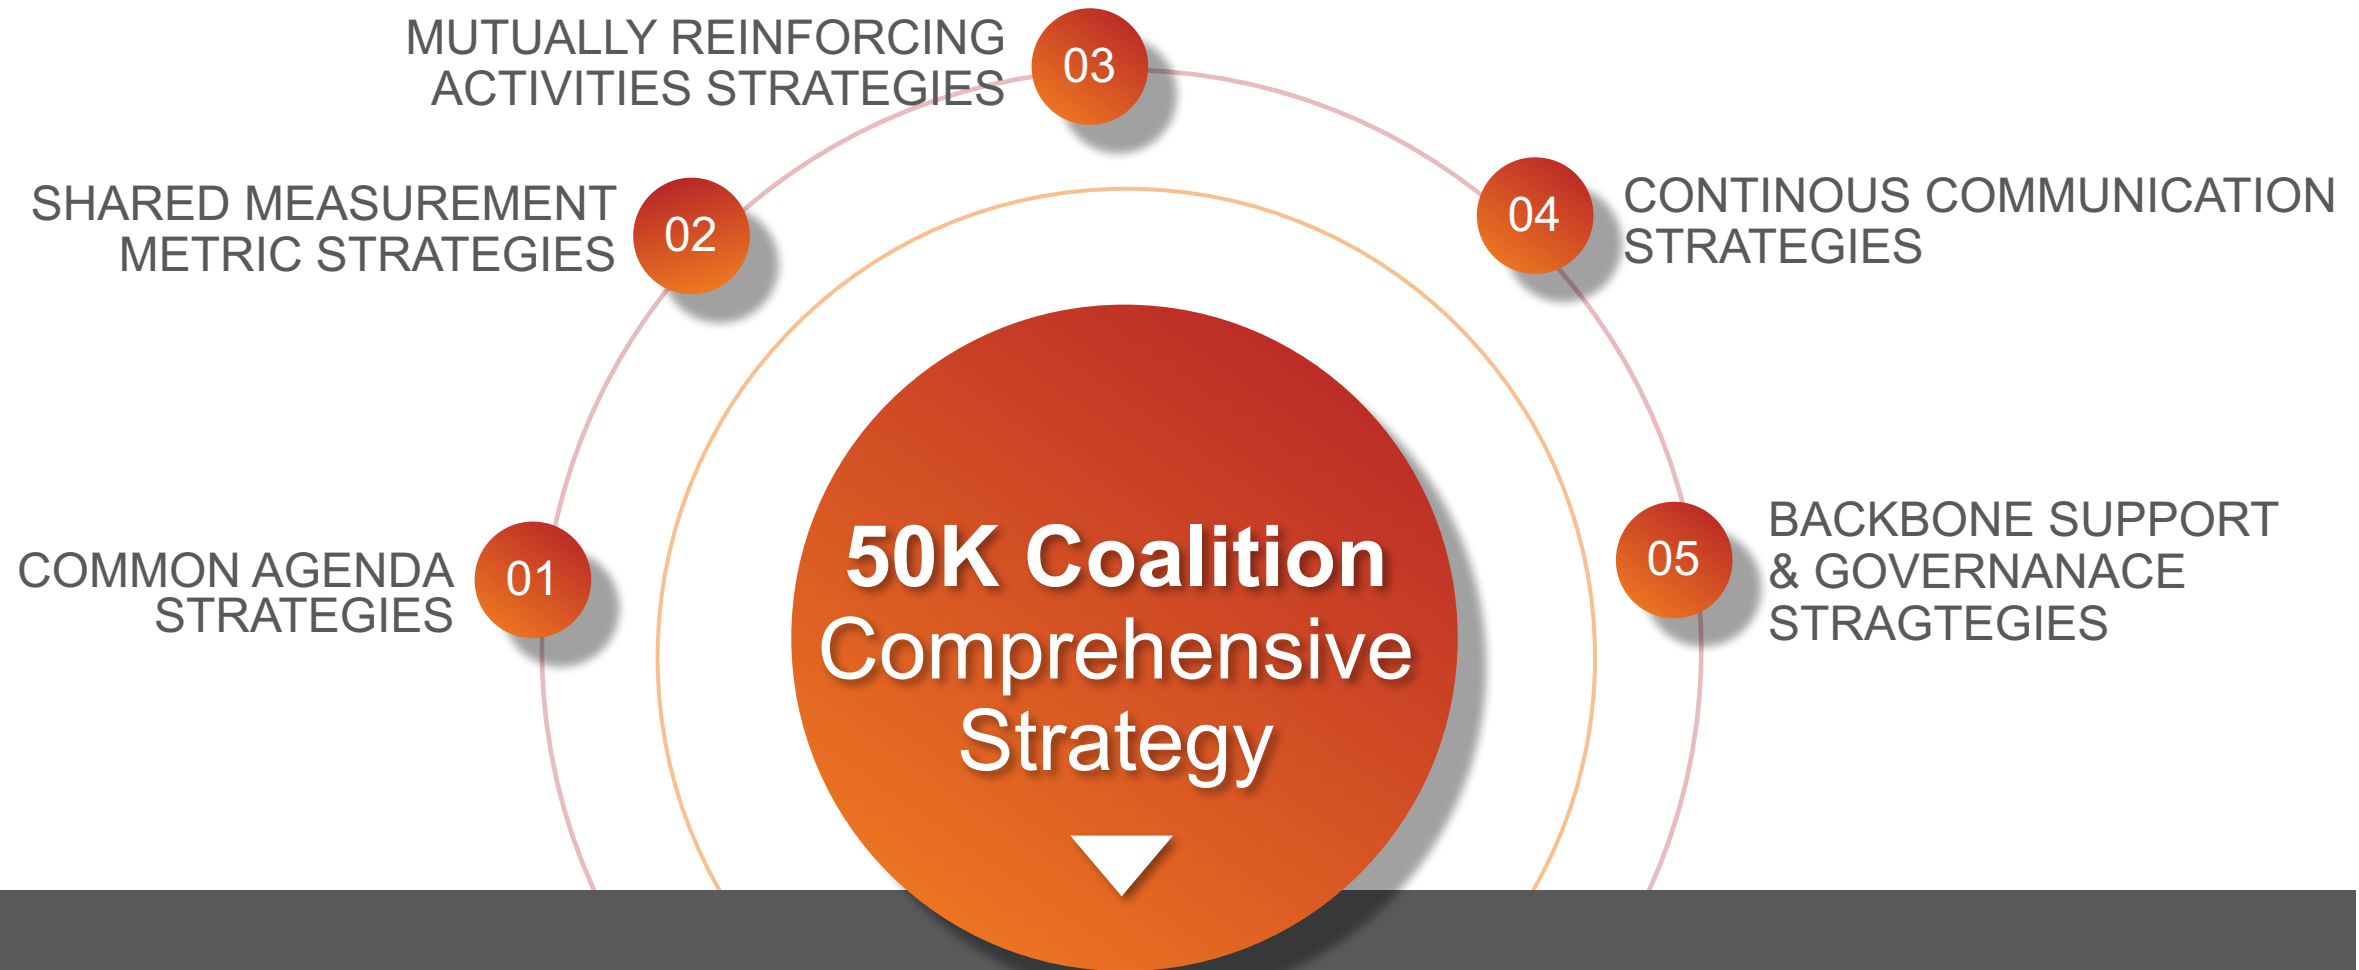 MUTUALLY REINFORCING
ACTIVITIES STRATEGIES
03
SHARED MEASUREMENT
METRIC STRATEGIES
02
04
CONTINOUS COMMUNICATION
STRATEGIES
COMMON AGENDA
STRATEGIES
01
05
BACKBONE SUPPORT
& GOVERNANACE
STRAGTEGIES
50K Coalition
Comprehensive
Strategy